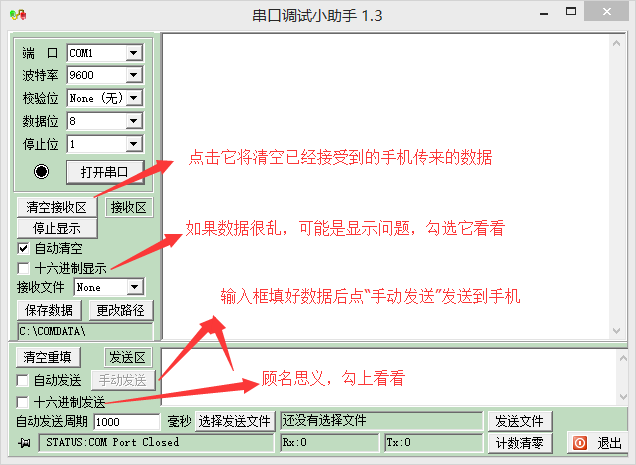 串口调试小助手 1.3
端 口 COM1
波特率 9600
校验位 None (无)
数据位 8
停止位 1
打开串口
点击它将清空已经接受到的手机传来的数据
清空接收区 接收区
停止显示
如果数据很乱，可能是显示问题，勾选它看看
自动清空
十六进制显示
接收文件 None
输入框填好数据后点“手动发送”发送到手机
保存数据 更改路径
C:\COMDATA\
清空重填 发送区
自动发送 手动发送
顾名思义，勾上看看
十六进制发送
自动发送周期 1000 毫秒 选择发送文件 还没有选择文件 发送文件
STATUS:COM Port Closed Rx:0 Tx:0 计数清零 退出